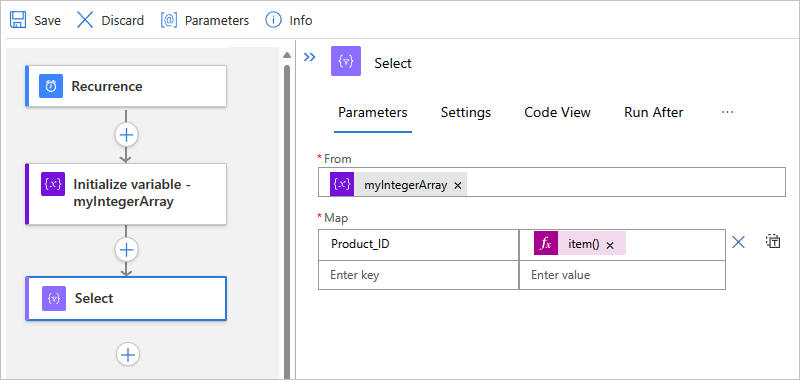 Save Discard [@] Parameters Info
Recurrence
Initialize variable -
myIntegerArray
Select
Select
Parameters Settings Code View Run After ...
* From
{x} myIntegerArray ×
* Map
Product_ID fx item() ×
Enter key Enter value